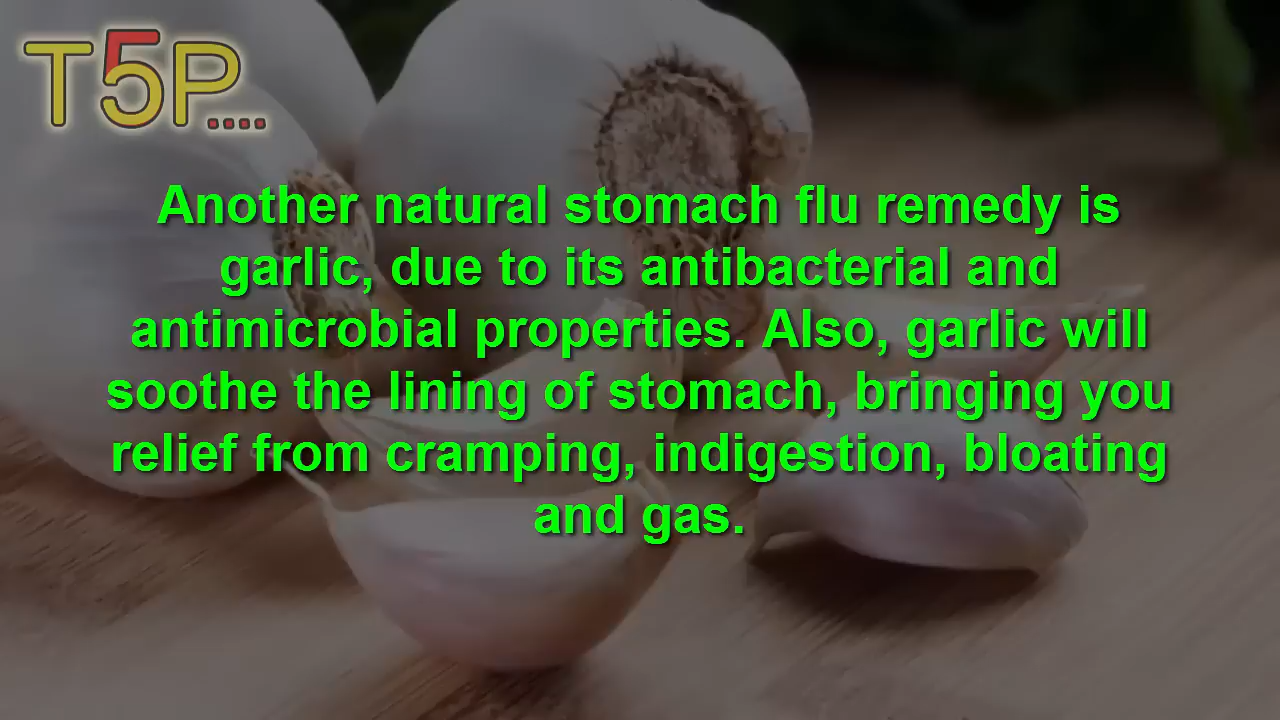 T5P....
Another natural stomach flu remedy is
garlic, due to its antibacterial and
antimicrobial properties. Also, garlic will
soothe the lining of stomach, bringing you
relief from cramping, indigestion, bloating
and gas.